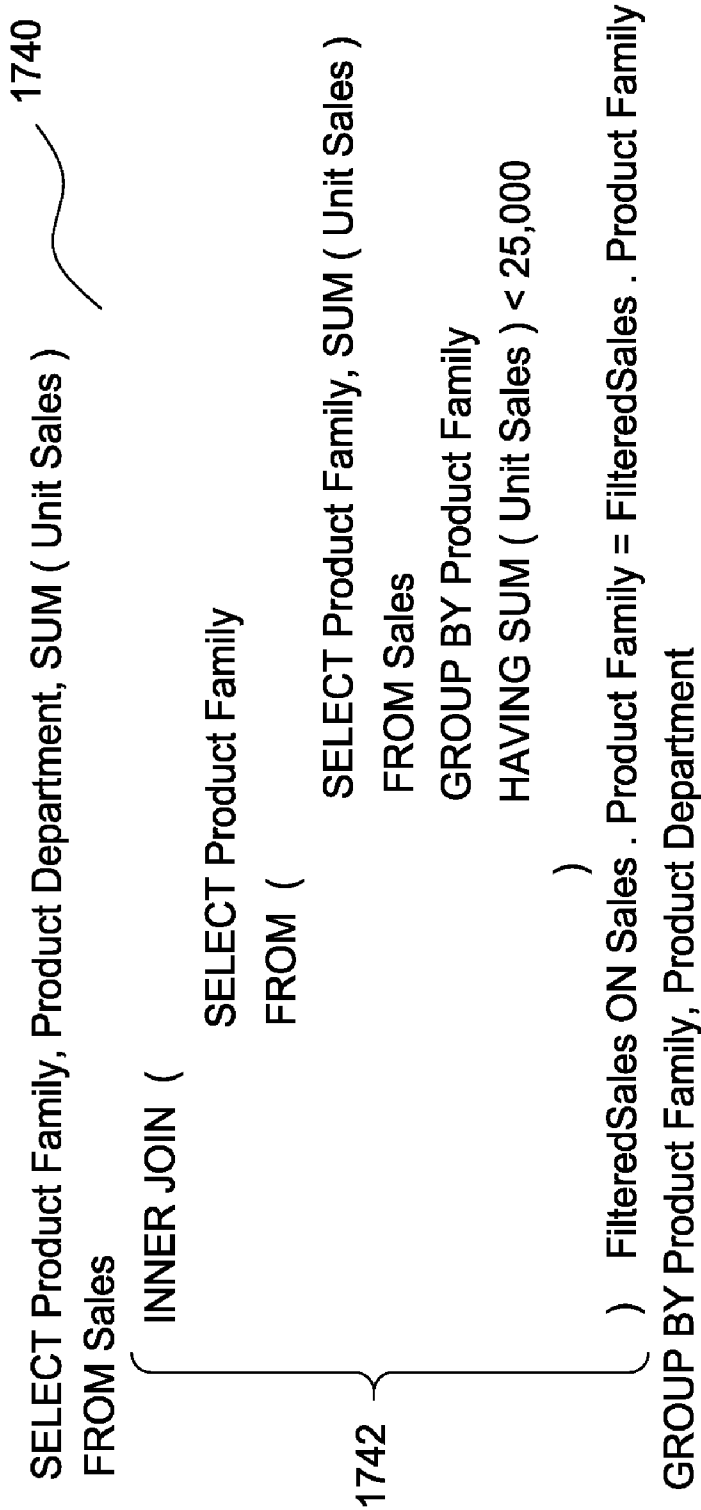 1740
SELECT Product Family, Product Department, SUM ( Unit Sales )
FROM Sales
INNER JOIN (
SELECT Product Family
FROM (
SELECT Product Family, SUM ( Unit Sales )
FROM Sales
GROUP BY Product Family
HAVING SUM ( Unit Sales ) < 25,000
)
) FilteredSales ON Sales . Product Family = FilteredSales . Product Family
GROUP BY Product Family, Product Department
1742